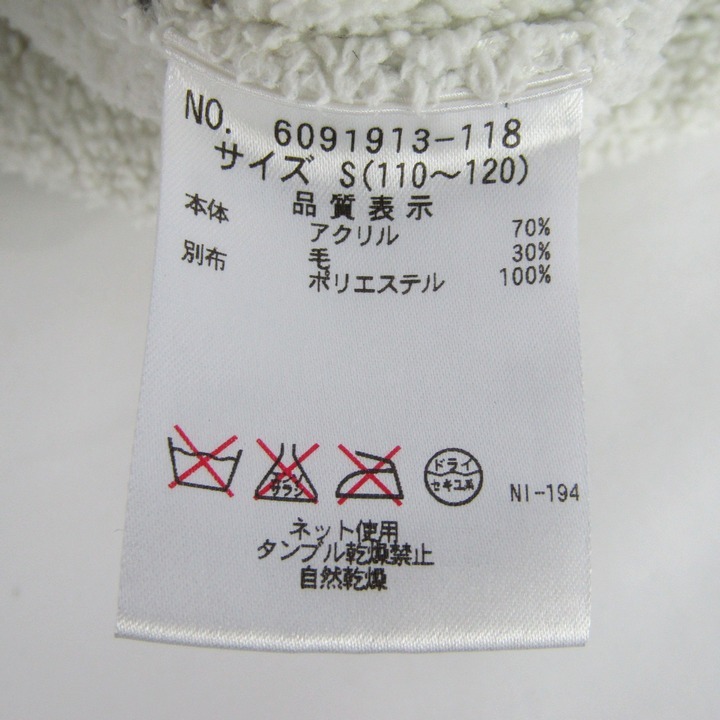 NO. 6091913-118
サイズ S(110～120)
品質表示
本体 アクリル 70%
毛 30%
別布 ポリエステル 100%
エンソ
サラシ
ドライ
セキユ系
NI-194
ネット使用
タンブル乾燥禁止
自然乾燥